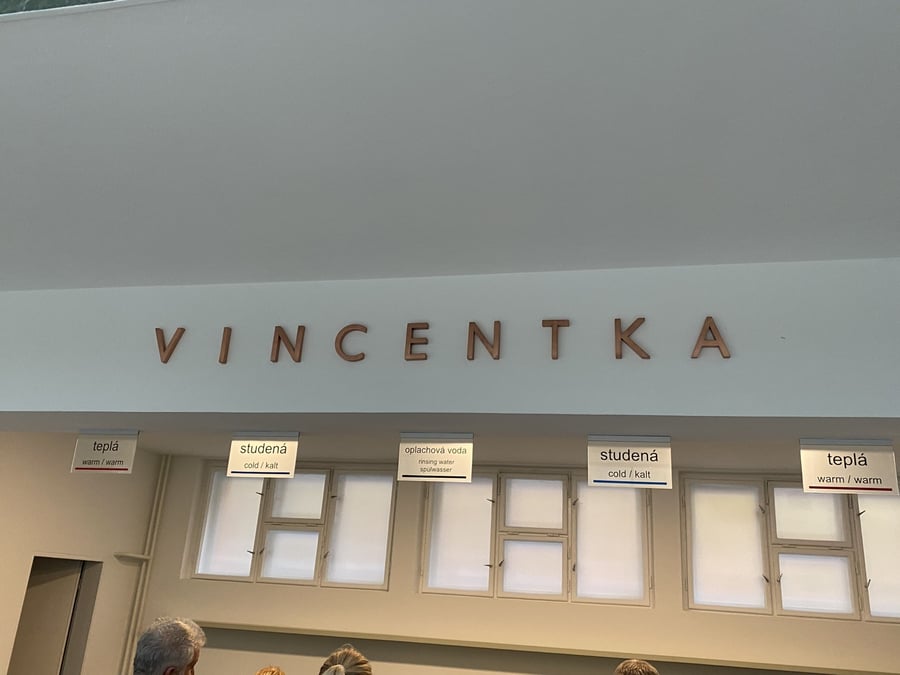 VINCENTKA
teplá
warm / warm
studená
cold / kalt
oplachová voda
rinsing water
spülwasser
studená
cold / kalt
teplá
warm / warm